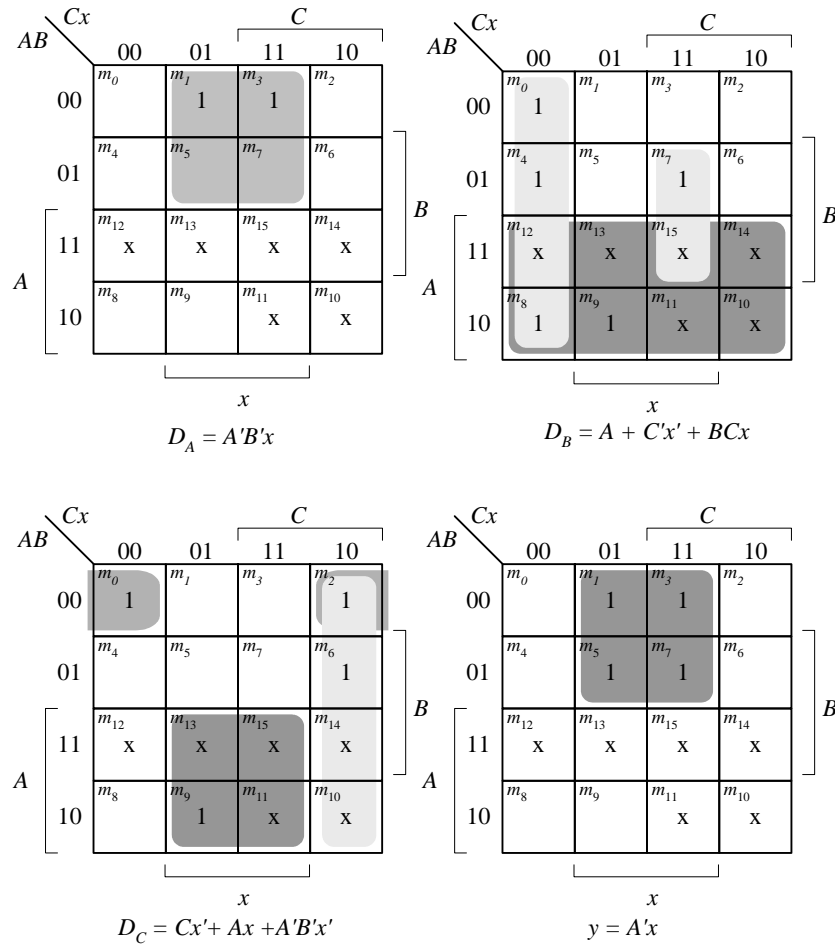 Cx C
AB 00 01 11 10
00 m0 m1 1 m3 1 m2
01 m4 m5 m7 m6
B
11 m12 x m13 x m15 x m14 x
A
10 m8 m9 m11 x m10 x
x
D_A = A'B'x
Cx C
AB 00 01 11 10
00 m0 1 m1 m3 m2
01 m4 1 m5 m7 1 m6
B
11 m12 x m13 x m15 x m14 x
A
10 m8 1 m9 1 m11 x m10 x
x
D_B = A + C'x' + BCx
Cx C
AB 00 01 11 10
00 m0 1 m1 m3 m2 1
01 m4 m5 m7 m6 1
B
11 m12 x m13 x m15 x m14 x
A
10 m8 m9 1 m11 x m10 x
x
D_C = Cx' + Ax + A'B'x'
Cx C
AB 00 01 11 10
00 m0 m1 1 m3 1 m2
01 m4 m5 1 m7 1 m6
B
11 m12 x m13 x m15 x m14 x
A
10 m8 m9 m11 x m10 x
x
y = A'x